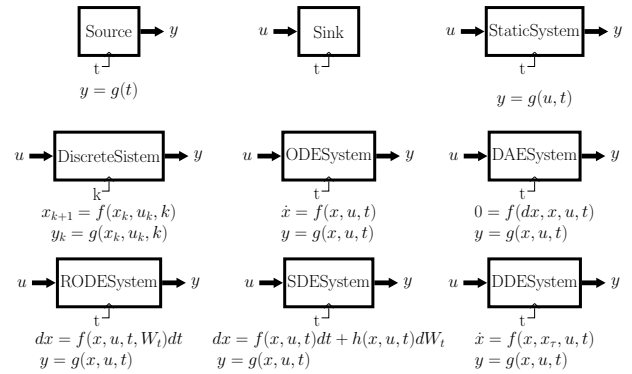 Source y
t
y = g(t)
u Sink
t
u StaticSystem y
t
y = g(u, t)
u DiscreteSistem y
k
x_{k+1} = f(x_k, u_k, k)
y_k = g(x_k, u_k, k)
u ODESystem y
t
ẋ = f(x, u, t)
y = g(x, u, t)
u DAESystem y
t
0 = f(dx, x, u, t)
y = g(x, u, t)
u RODESystem y
t
dx = f(x, u, t, W_t)dt
y = g(x, u, t)
u SDESystem y
t
dx = f(x, u, t)dt + h(x, u, t)dW_t
y = g(x, u, t)
u DDESystem y
t
ẋ = f(x, x_τ, u, t)
y = g(x, u, t)